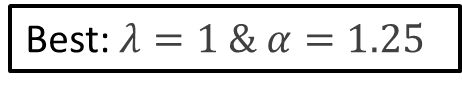 Best: λ = 1 & α = 1.25